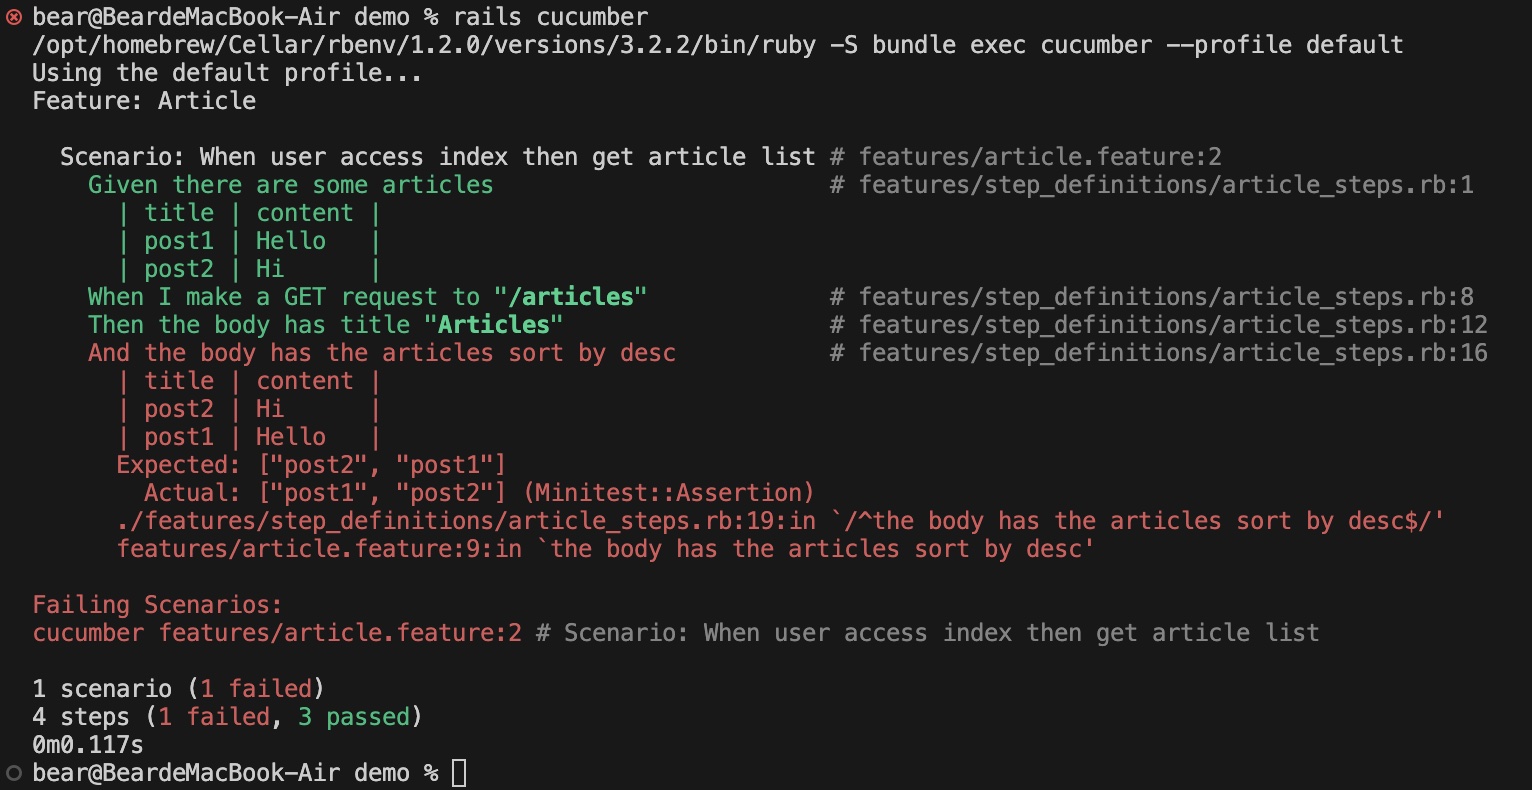 bear@BeardeMacBook-Air demo % rails cucumber
/opt/homebrew/Cellar/rbenv/1.2.0/versions/3.2.2/bin/ruby -S bundle exec cucumber --profile default
Using the default profile...
Feature: Article

  Scenario: When user access index then get article list # features/article.feature:2
    Given there are some articles                        # features/step_definitions/article_steps.rb:1
      | title | content |
      | post1 | Hello   |
      | post2 | Hi      |
    When I make a GET request to "/articles"             # features/step_definitions/article_steps.rb:8
    Then the body has title "Articles"                   # features/step_definitions/article_steps.rb:12
    And the body has the articles sort by desc           # features/step_definitions/article_steps.rb:16
      | title | content |
      | post2 | Hi      |
      | post1 | Hello   |
      Expected: ["post2", "post1"]
        Actual: ["post1", "post2"] (Minitest::Assertion)
      ./features/step_definitions/article_steps.rb:19:in `/^the body has the articles sort by desc$/'
      features/article.feature:9:in `the body has the articles sort by desc'

Failing Scenarios:
cucumber features/article.feature:2 # Scenario: When user access index then get article list

1 scenario (1 failed)
4 steps (1 failed, 3 passed)
0m0.117s
bear@BeardeMacBook-Air demo %